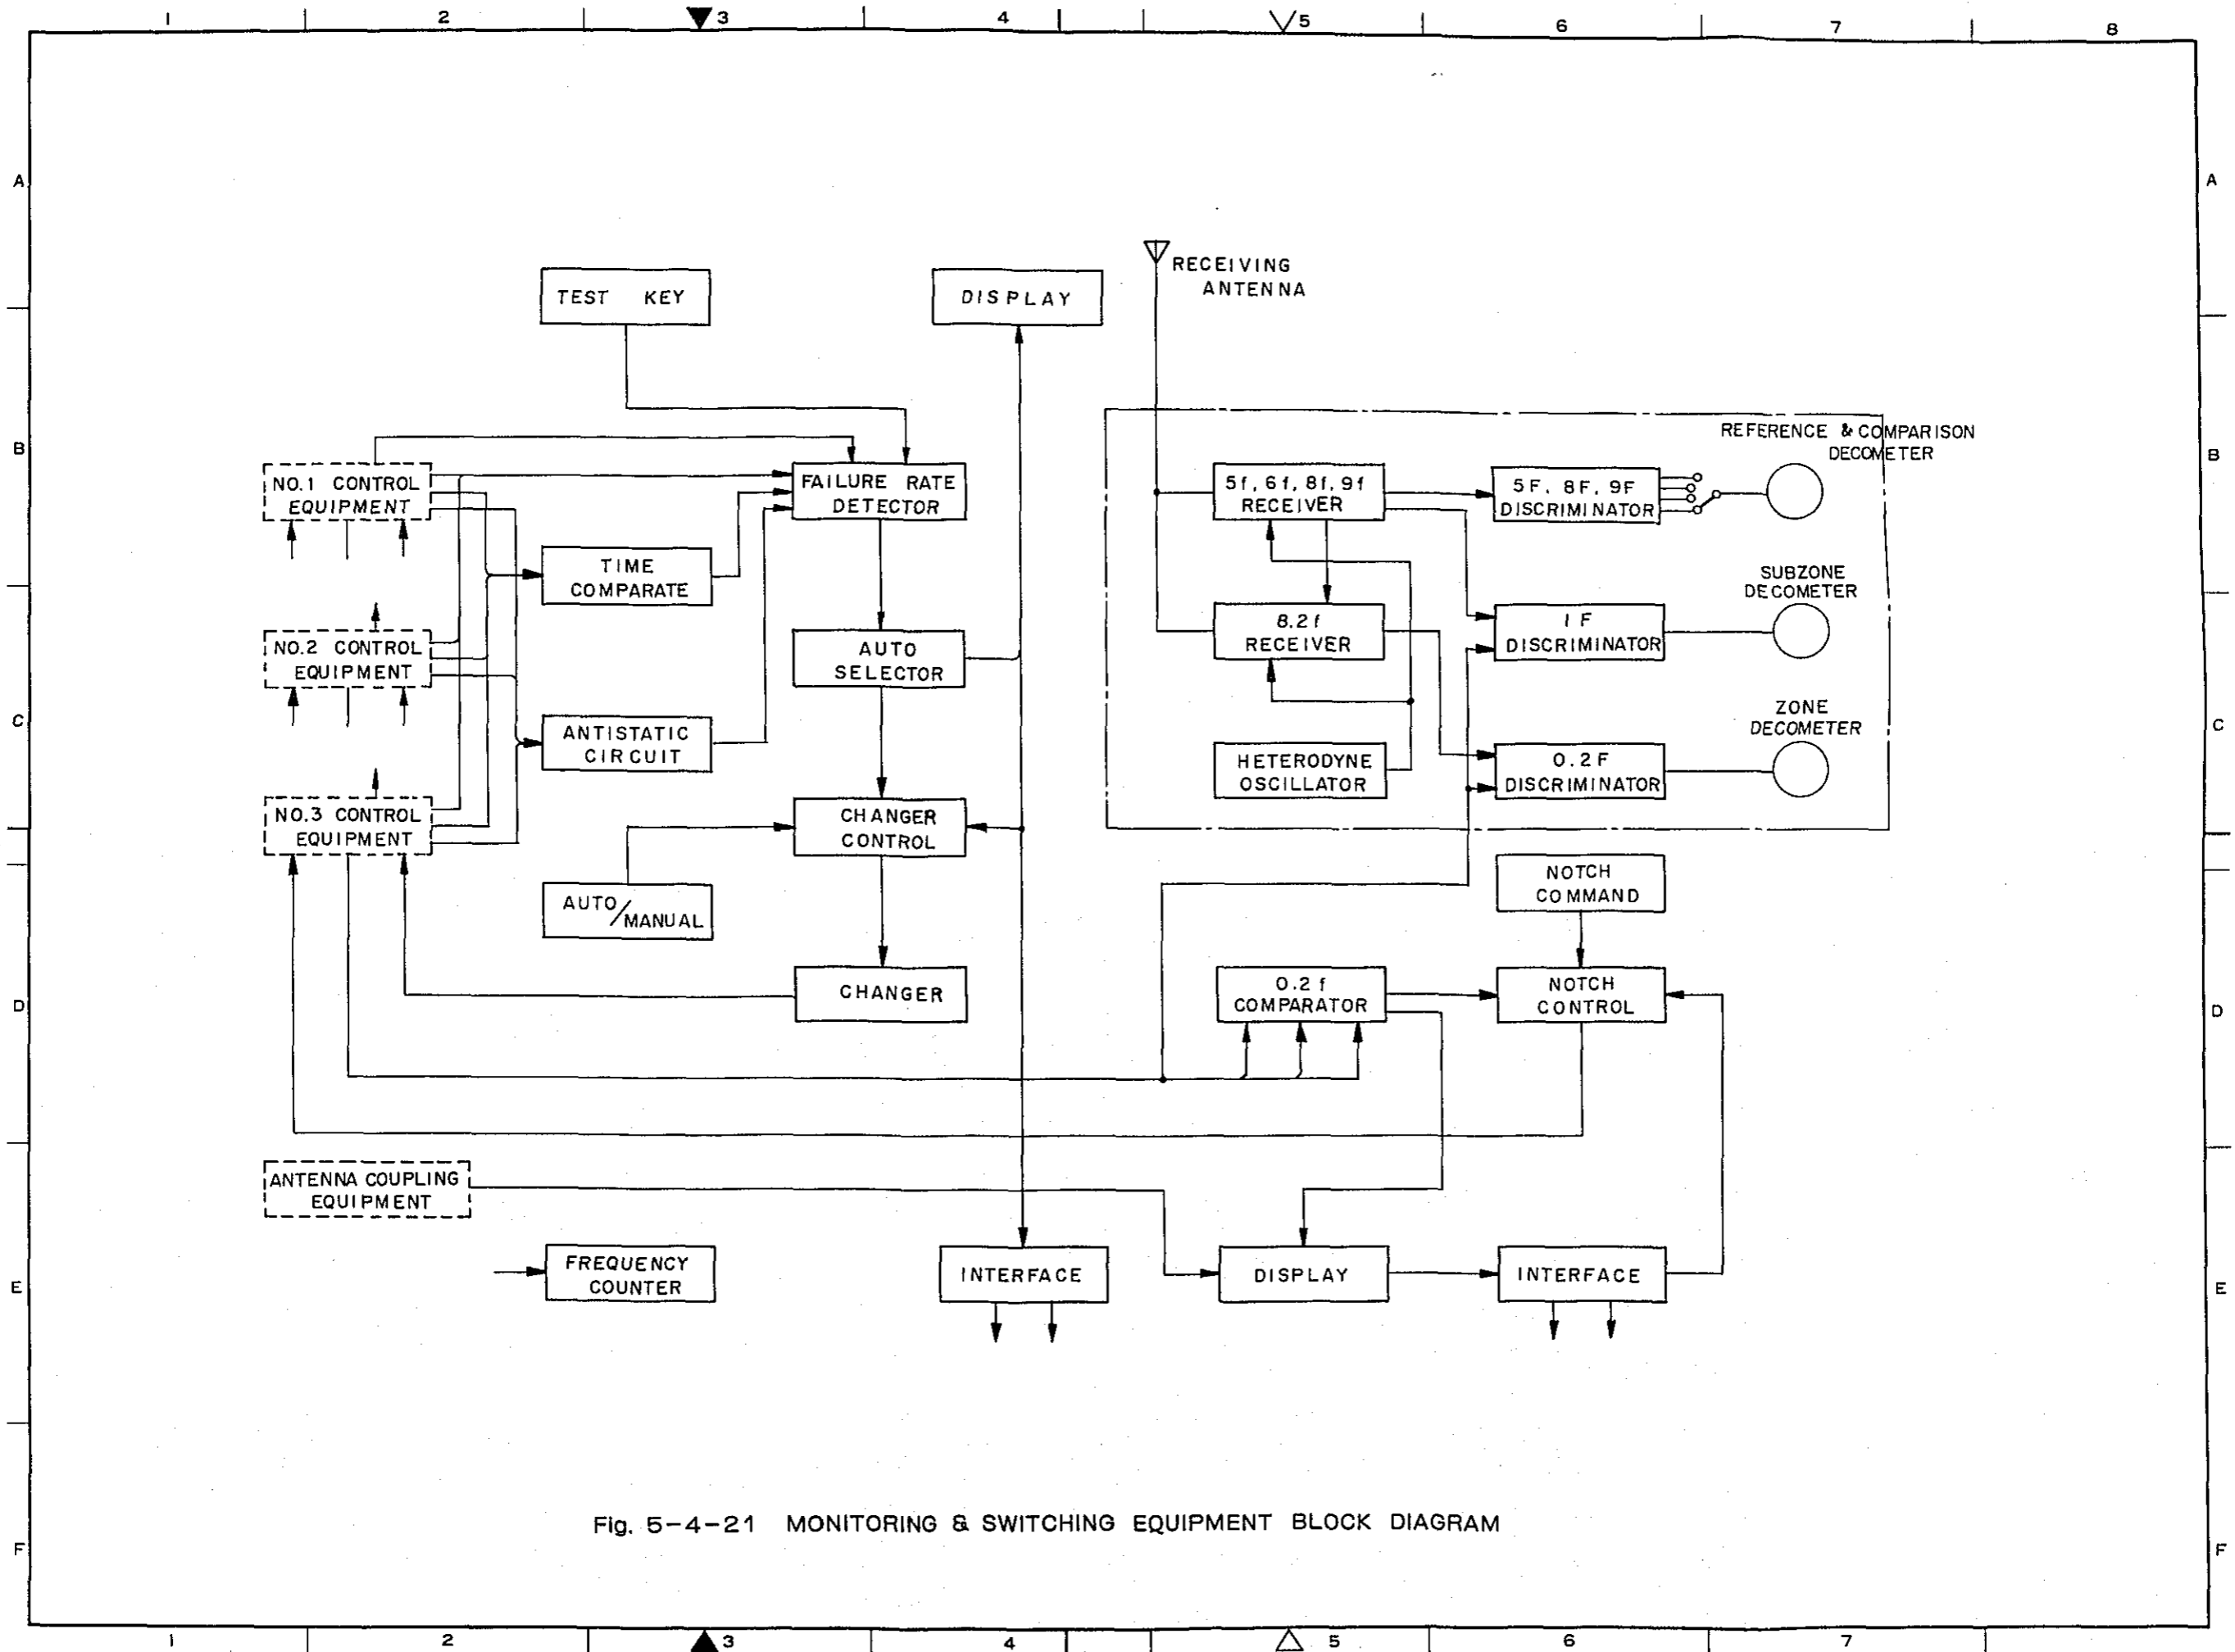 1 2 3 4 5 6 7 8
A A
RECEIVING
ANTENNA
TEST KEY
DISPLAY
B B
REFERENCE & COMPARISON
DECOMETER
NO.1 CONTROL
EQUIPMENT
FAILURE RATE
DETECTOR
5f, 6f, 8f, 9f
RECEIVER
5F, 8F, 9F
DISCRIMINATOR
TIME
COMPARATE
SUBZONE
DECOMETER
NO.2 CONTROL
EQUIPMENT
AUTO
SELECTOR
8.2f
RECEIVER
1F
DISCRIMINATOR
C C
ANTISTATIC
CIRCUIT
ZONE
DECOMETER
HETERODYNE
OSCILLATOR
0.2F
DISCRIMINATOR
NO.3 CONTROL
EQUIPMENT
CHANGER
CONTROL
AUTO
/MANUAL
NOTCH
COMMAND
D D
CHANGER
0.2f
COMPARATOR
NOTCH
CONTROL
ANTENNA COUPLING
EQUIPMENT
E E
FREQUENCY
COUNTER
INTERFACE
DISPLAY
INTERFACE
Fig. 5-4-21 MONITORING & SWITCHING EQUIPMENT BLOCK DIAGRAM
F F
1 2 3 4 5 6 7